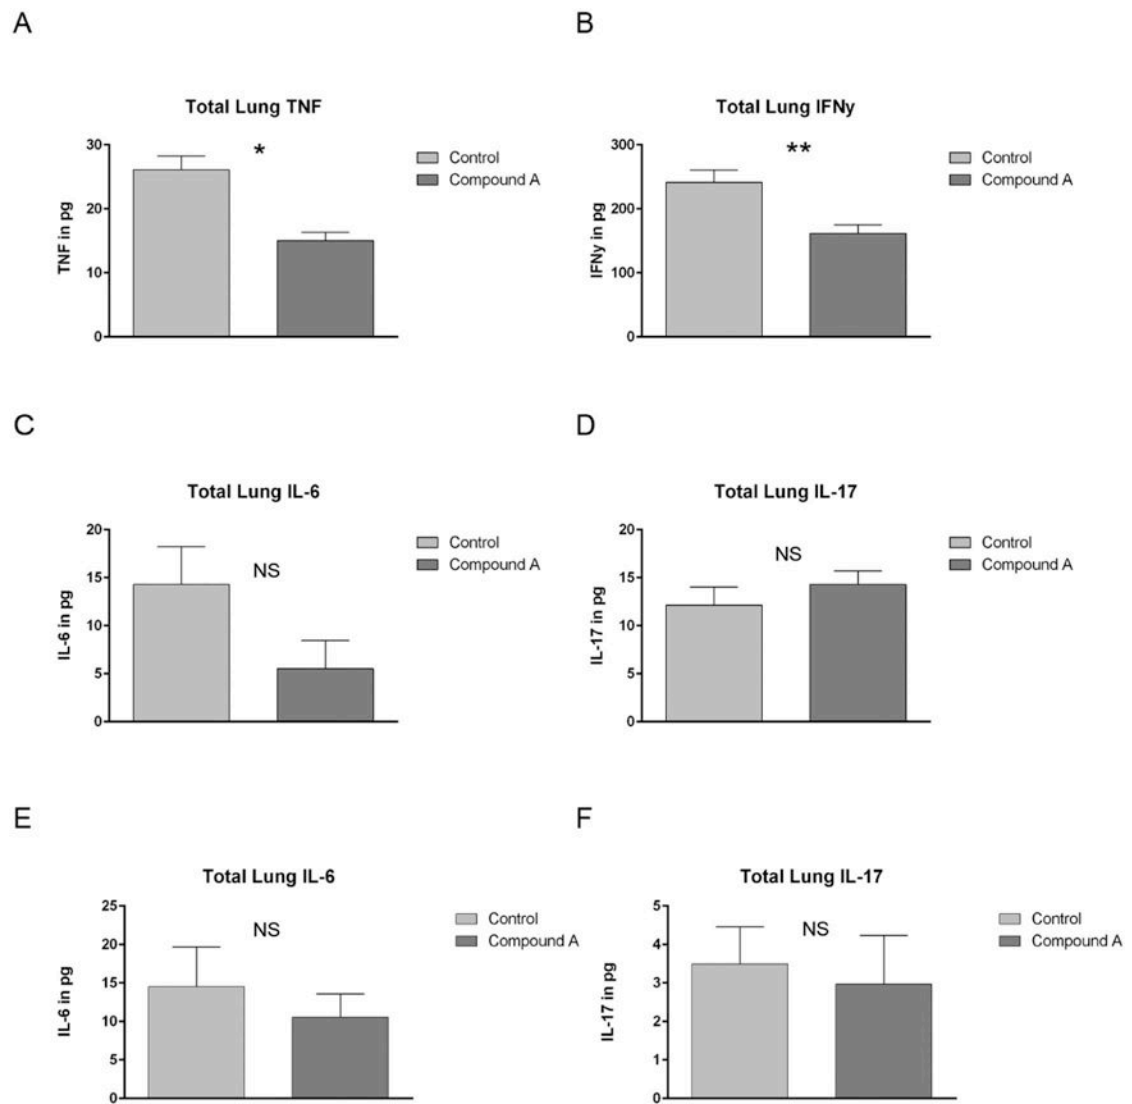 A
Total Lung TNF
TNF in pg
30
20
10
0
*
Control
Compound A
B
Total Lung IFNy
IFNy in pg
300
200
100
0
**
Control
Compound A
C
Total Lung IL-6
IL-6 in pg
20
15
10
5
0
NS
Control
Compound A
D
Total Lung IL-17
IL-17 in pg
20
15
10
5
0
NS
Control
Compound A
E
Total Lung IL-6
IL-6 in pg
25
20
15
10
5
0
NS
Control
Compound A
F
Total Lung IL-17
IL-17 in pg
5
4
3
2
1
0
NS
Control
Compound A